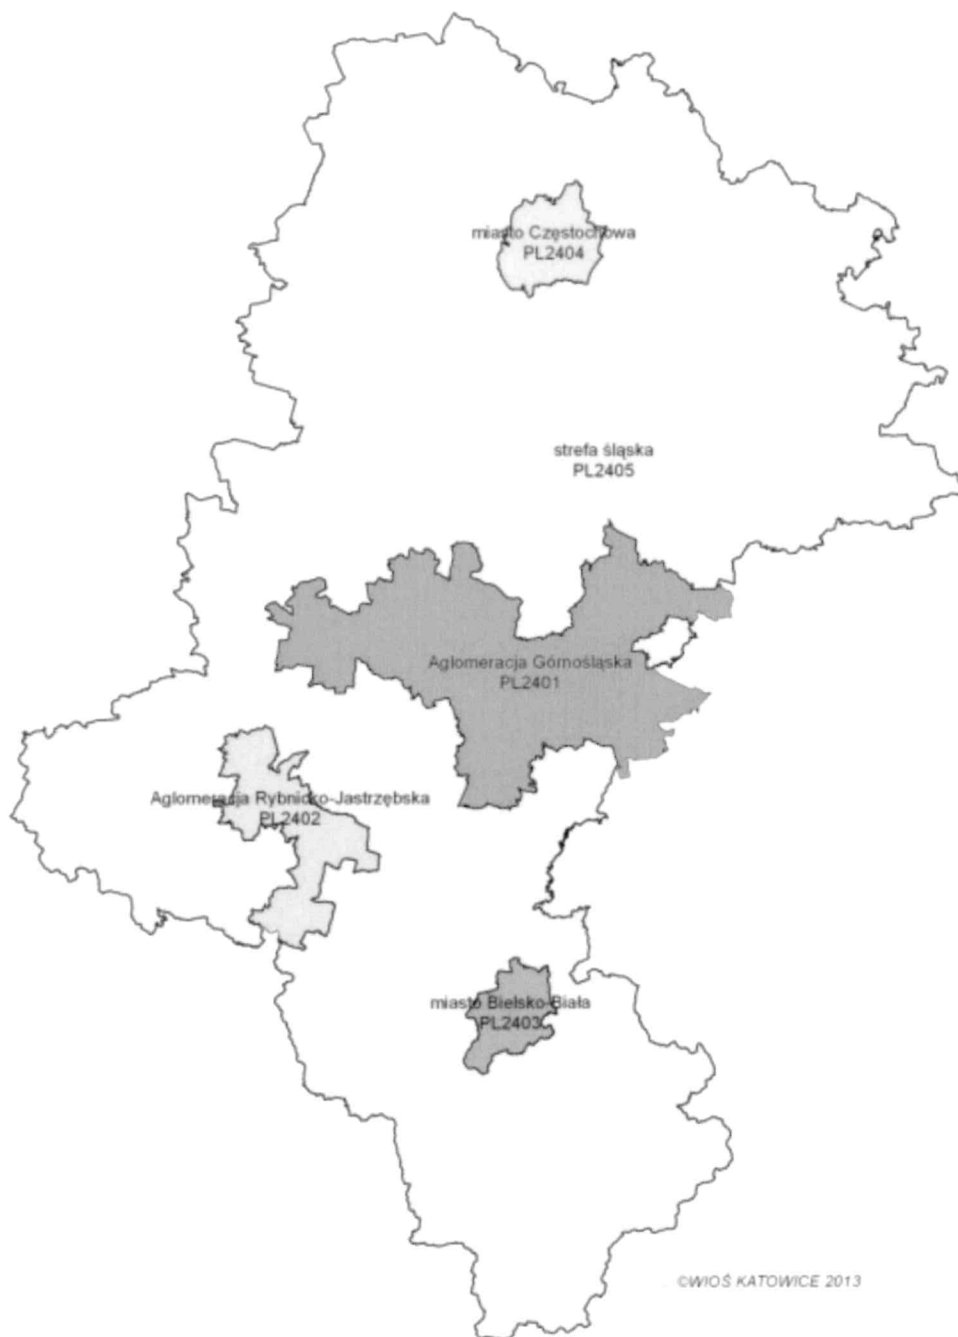 miasto Częstochowa
PL2404
strefa śląska
PL2405
Aglomeracja Górnośląska
PL2401
Aglomeracja Rybnicko-Jastrzębska
PL2402
miasto Bielsko-Biała
PL2403
©WIOŚ KATOWICE 2013